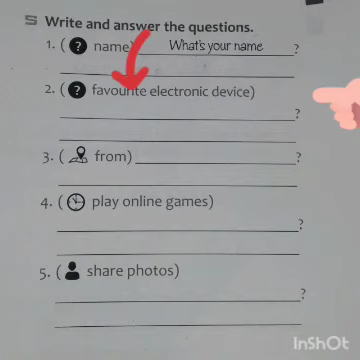 5 Write and answer the questions.
1. (? name) What's your name ?
2. (? favourite electronic device)
?
3. ( from) ?
4. ( play online games)
?
5. ( share photos)
?
InShOt